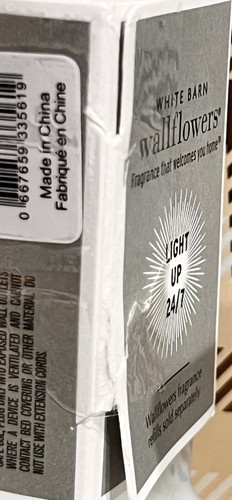 0 667659 335619
Made in China
Fabriqué en Chine
WHERE A DEVICE IS VENTILATED AND CANNOT
CONTACT BED COVERING OR OTHER MATERIAL. DO
NOT USE WITH EXTENSION CORDS.
WHITE BARN
wallflowers®
Fragrance that welcomes you home™
LIGHT
UP
24/7
Wallflowers fragrance
refills sold separately